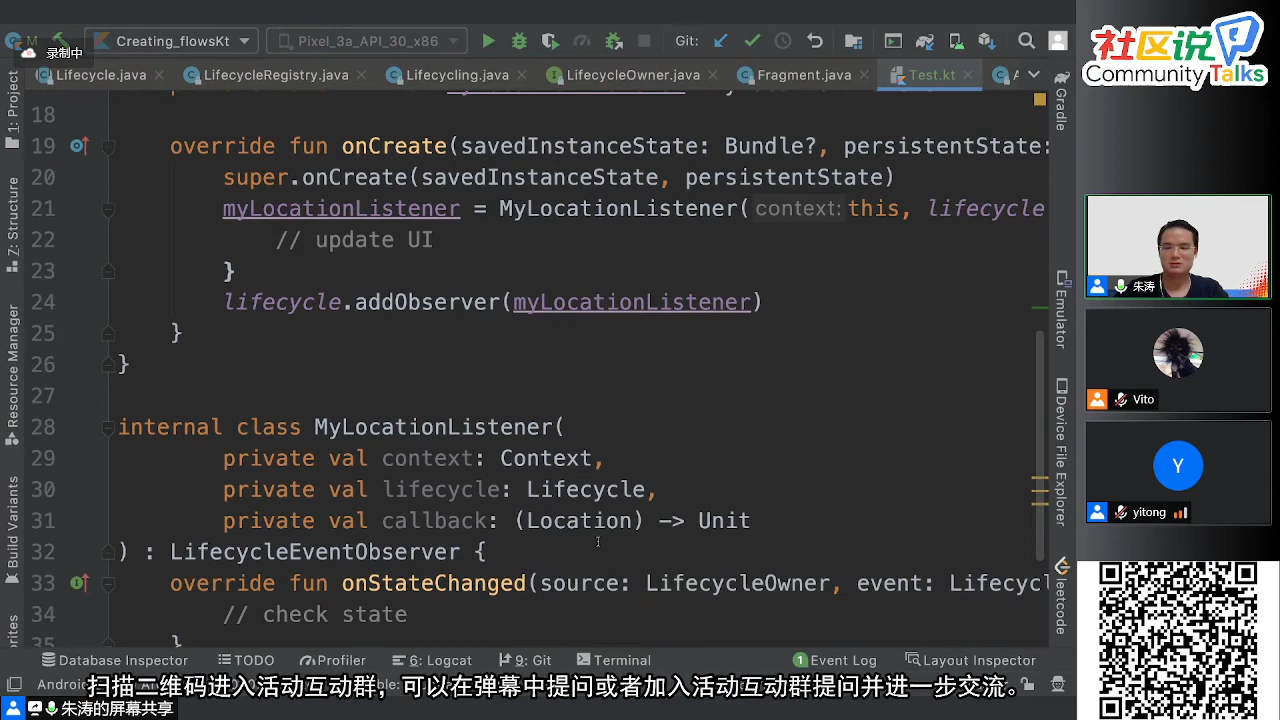 Creating_flowsKt
Pixel_3a_API_30
Git:
录制中
Lifecycle.java
LifecycleRegistry.java
Lifecycling.java
LifecycleOwner.java
Fragment.java
Test.kt
18
19 override fun onCreate(savedInstanceState: Bundle?, persistentState:
20 super.onCreate(savedInstanceState, persistentState)
21 myLocationListener = MyLocationListener( context: this, lifecycle
22 // update UI
23 }
24 lifecycle.addObserver(myLocationListener)
25 }
26 }
27
28 internal class MyLocationListener(
29 private val context: Context,
30 private val lifecycle: Lifecycle,
31 private val callback: (Location) -> Unit
32 ) : LifecycleEventObserver {
33 override fun onStateChanged(source: LifecycleOwner, event: Lifecycl
34 // check state
35 }
1: Project
Z: Structure
Resource Manager
Build Variants
Gradle
Emulator
Device File Explorer
leetcode
Database Inspector
TODO
Profiler
6: Logcat
9: Git
Terminal
1 Event Log
Layout Inspector
扫描二维码进入活动互动群，可以在弹幕中提问或者加入活动互动群提问并进一步交流。
朱涛的屏幕共享
社区说
Community Talks
朱涛
Vito
Y
yitong